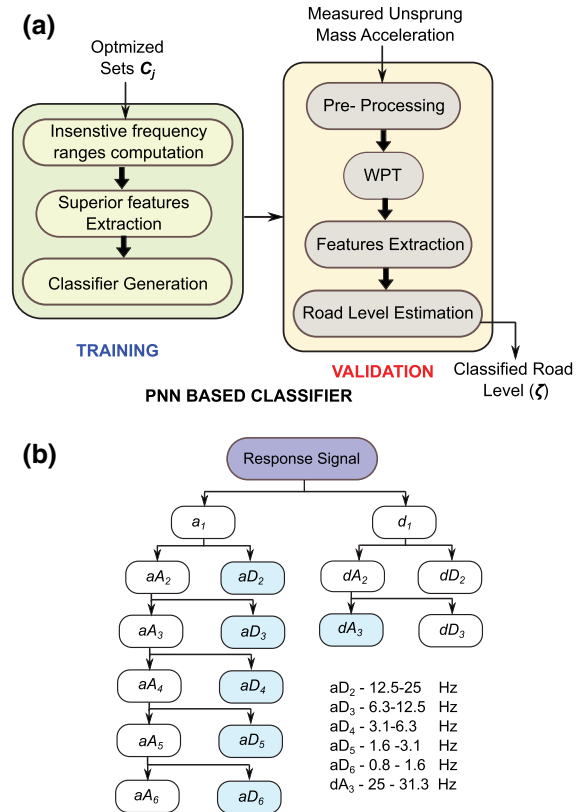 (a)
Optmized
Sets Cj
Insenstive frequency
ranges computation
Superior features
Extraction
Classifier Generation
TRAINING
Measured Unsprung
Mass Acceleration
Pre- Processing
WPT
Features Extraction
Road Level Estimation
VALIDATION
Classified Road
Level (ζ)
PNN BASED CLASSIFIER
(b)
Response Signal
a1 d1
aA2 aD2 dA2 dD2
aA3 aD3 dA3 dD3
aA4 aD4
aA5 aD5
aA6 aD6
aD2 - 12.5-25 Hz
aD3 - 6.3-12.5 Hz
aD4 - 3.1-6.3 Hz
aD5 - 1.6 -3.1 Hz
aD6 - 0.8 - 1.6 Hz
dA3 - 25 - 31.3 Hz